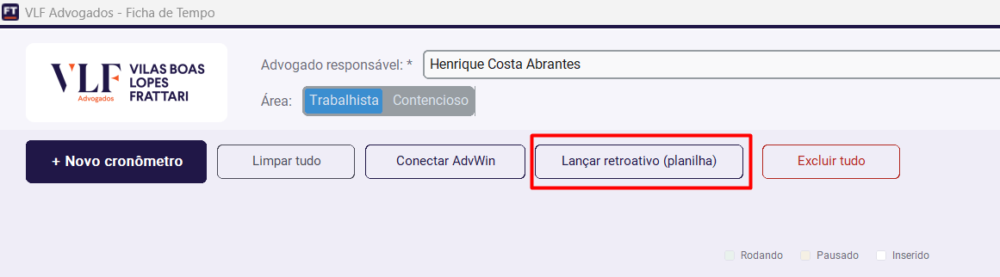 FT VLF Advogados - Ficha de Tempo
VLF
Advogados
VILAS BOAS
LOPES
FRATTARI
Advogado responsável: * Henrique Costa Abrantes
Área: Trabalhista Contencioso
+ Novo cronômetro Limpar tudo Conectar AdvWin Lançar retroativo (planilha) Excluir tudo
Rodando Pausado Inserido